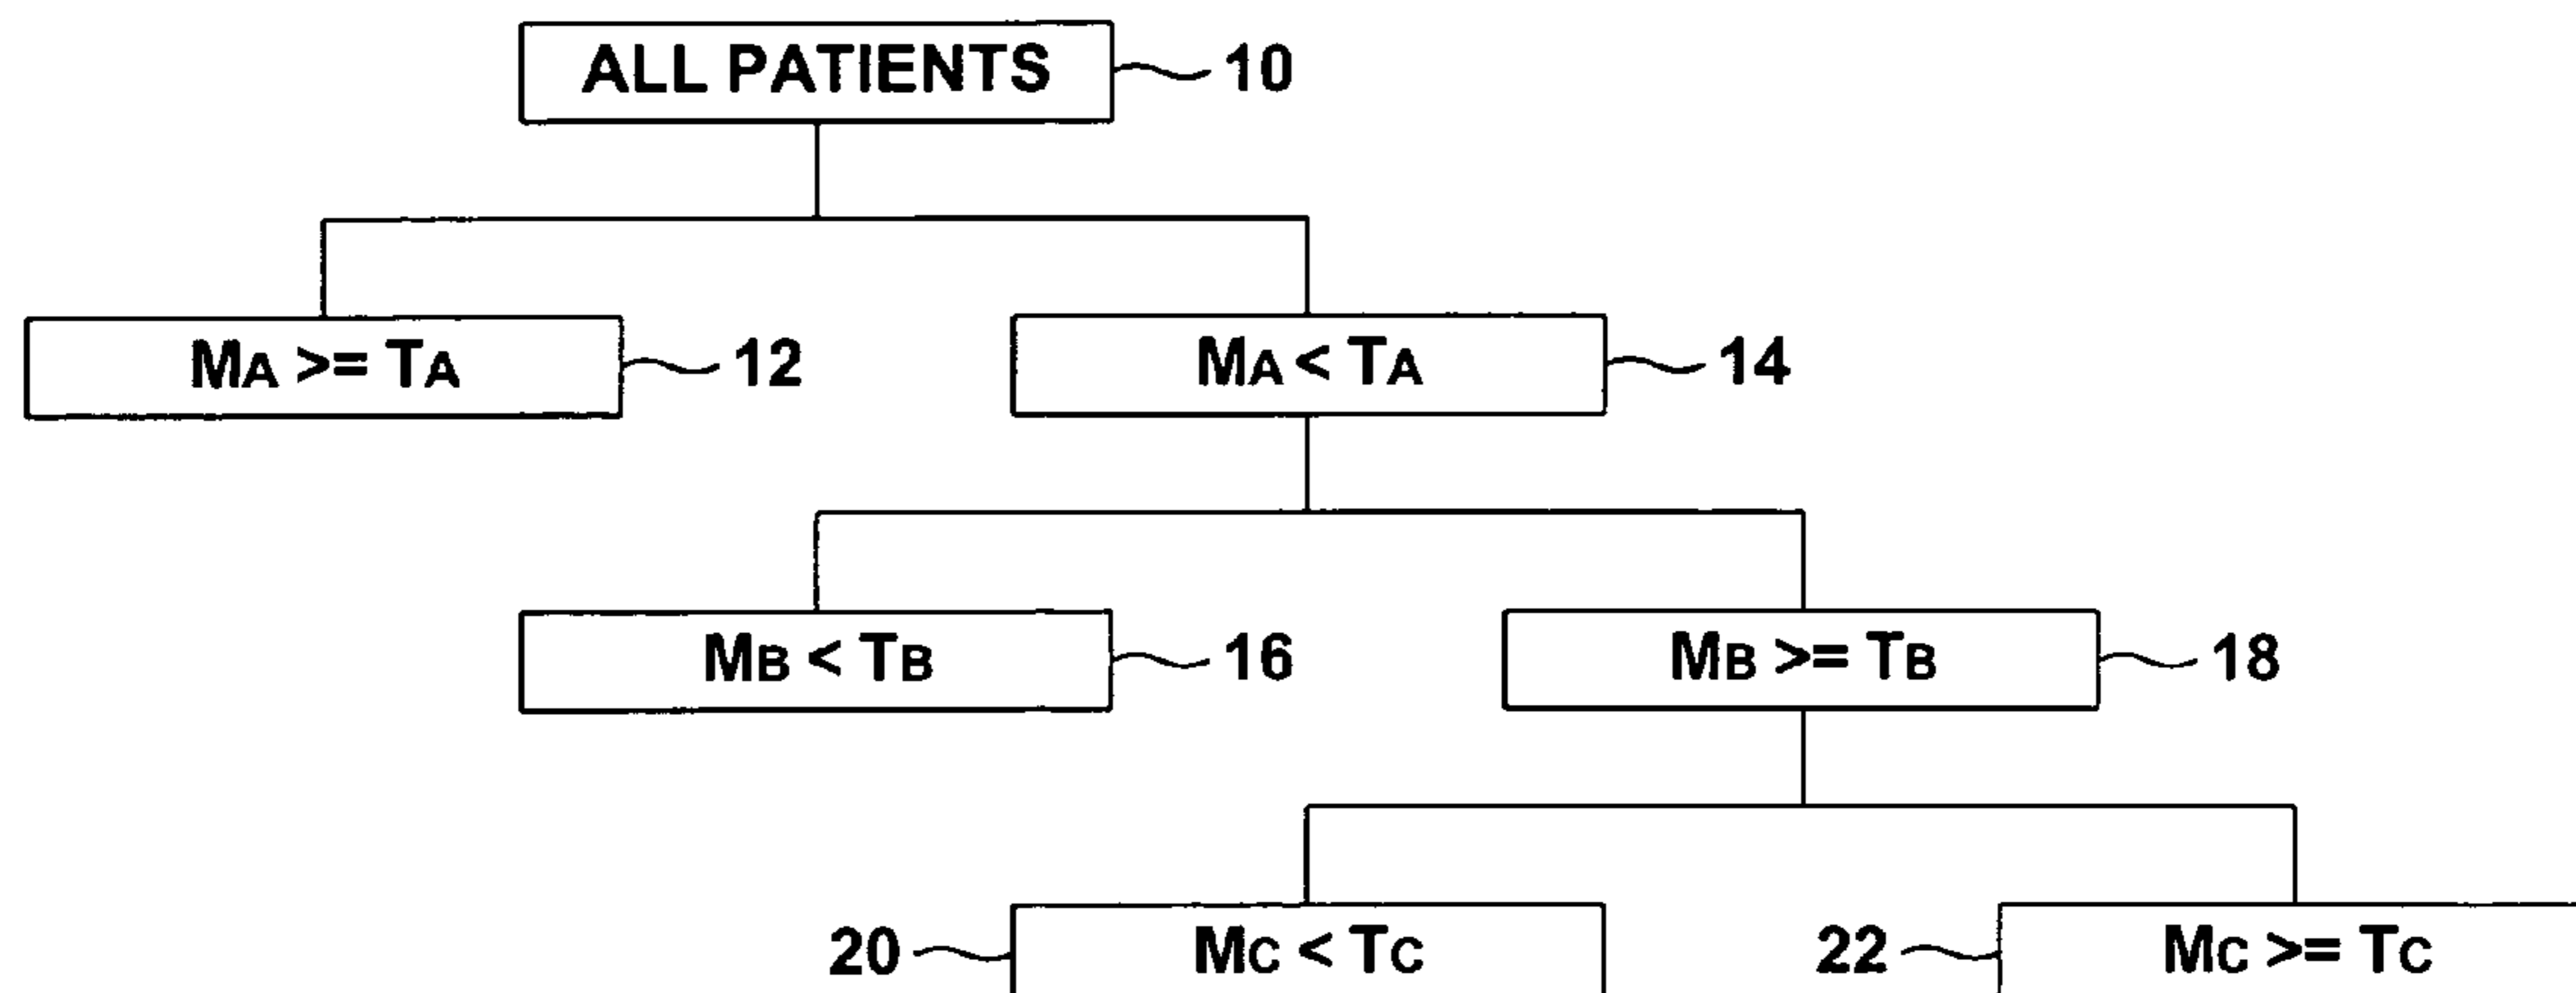 ALL PATIENTS 10
MA >= TA 12 MA < TA 14
MB < TB 16 MB >= TB 18
20 MC < TC 22 MC >= TC